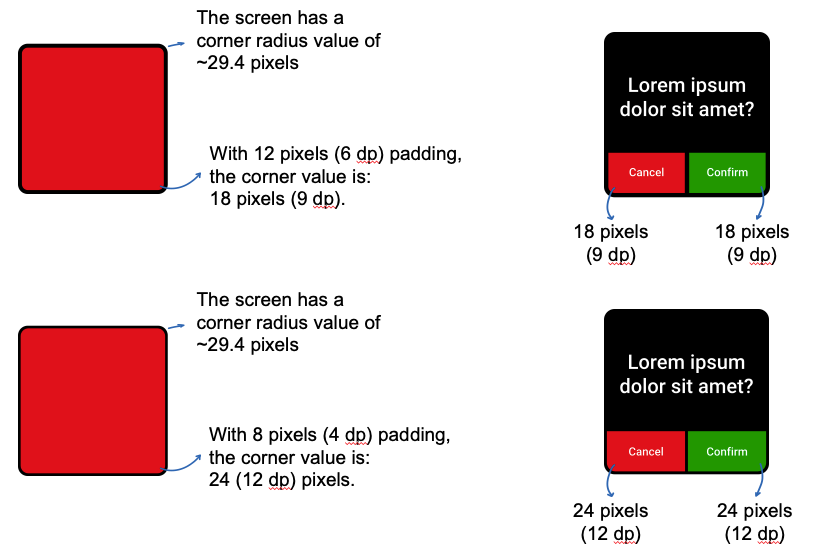 The screen has a
corner radius value of
~29.4 pixels
With 12 pixels (6 dp) padding,
the corner value is:
18 pixels (9 dp).
Lorem ipsum
dolor sit amet?
Cancel
Confirm
18 pixels
(9 dp)
18 pixels
(9 dp)
The screen has a
corner radius value of
~29.4 pixels
With 8 pixels (4 dp) padding,
the corner value is:
24 (12 dp) pixels.
Lorem ipsum
dolor sit amet?
Cancel
Confirm
24 pixels
(12 dp)
24 pixels
(12 dp)